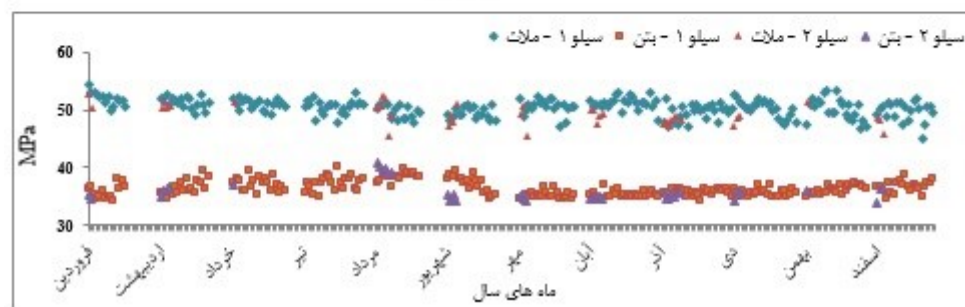 سیلو ۱ - ملات سیلو ۱ - بتن سیلو ۲ - ملات سیلو ۲ - بتن
60
50
40
30
MPa
فروردین اردیبهشت خرداد تیر مرداد شهریور مهر آبان آذر دی بهمن اسفند
ماه های سال